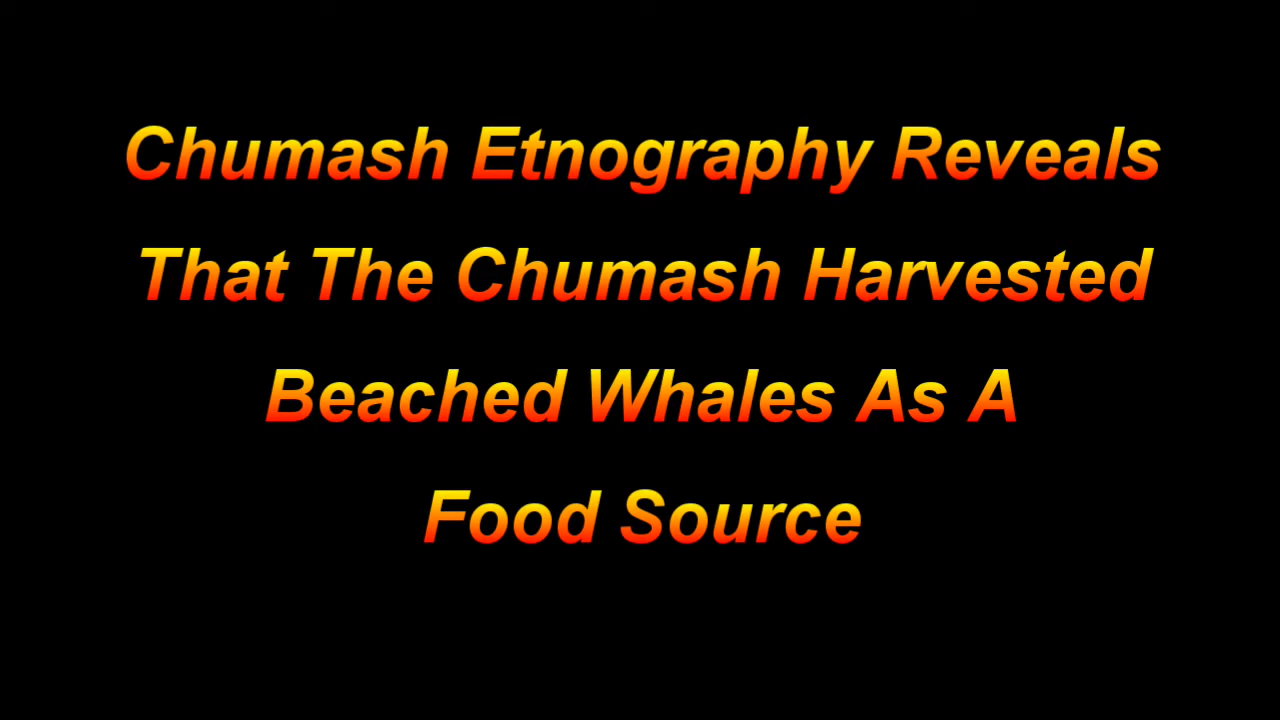 Chumash Etnography Reveals
That The Chumash Harvested
Beached Whales As A
Food Source